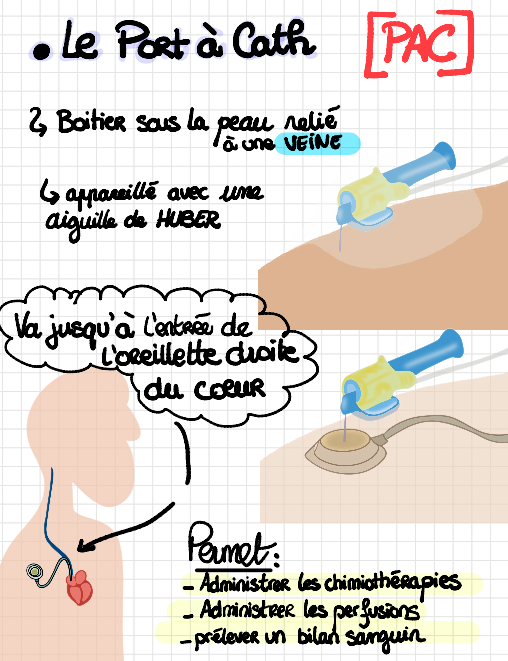 • Le Port à Cath
[PAC]
Boitier sous la peau relié
à une VEINE
↳ appareillé avec une
aiguille de HUBER
Va jusqu'à l'entrée de
l'oreillette droite
du coeur
Permet :
- Administrer les chimiothérapies
- Administrer les perfusions
- prélever un bilan sanguin